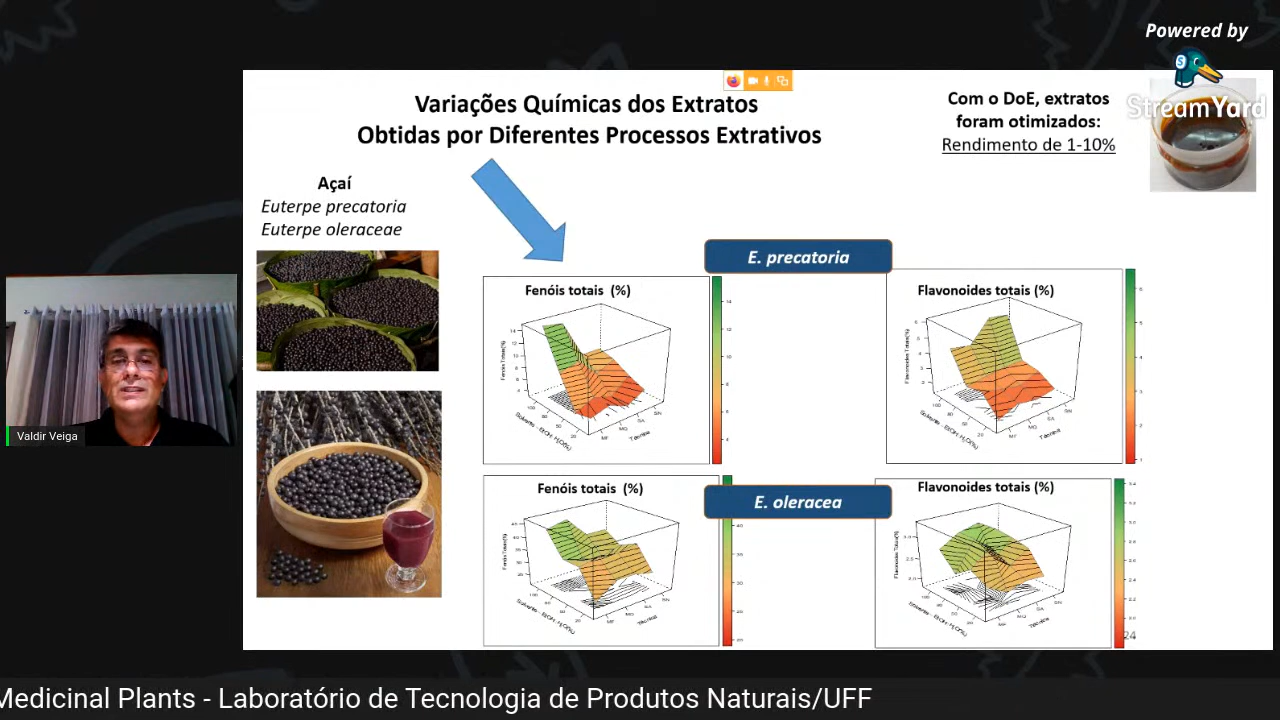 Powered by
StreamYard
Variações Químicas dos Extratos
Obtidas por Diferentes Processos Extrativos
Com o DoE, extratos
foram otimizados:
Rendimento de 1-10%
Açaí
Euterpe precatoria
Euterpe oleraceae
E. precatoria
Fenóis totais (%)
Flavonoides totais (%)
E. oleracea
Fenóis totais (%)
Flavonoides totais (%)
24
Valdir Veiga
Medicinal Plants - Laboratório de Tecnologia de Produtos Naturais/UFF